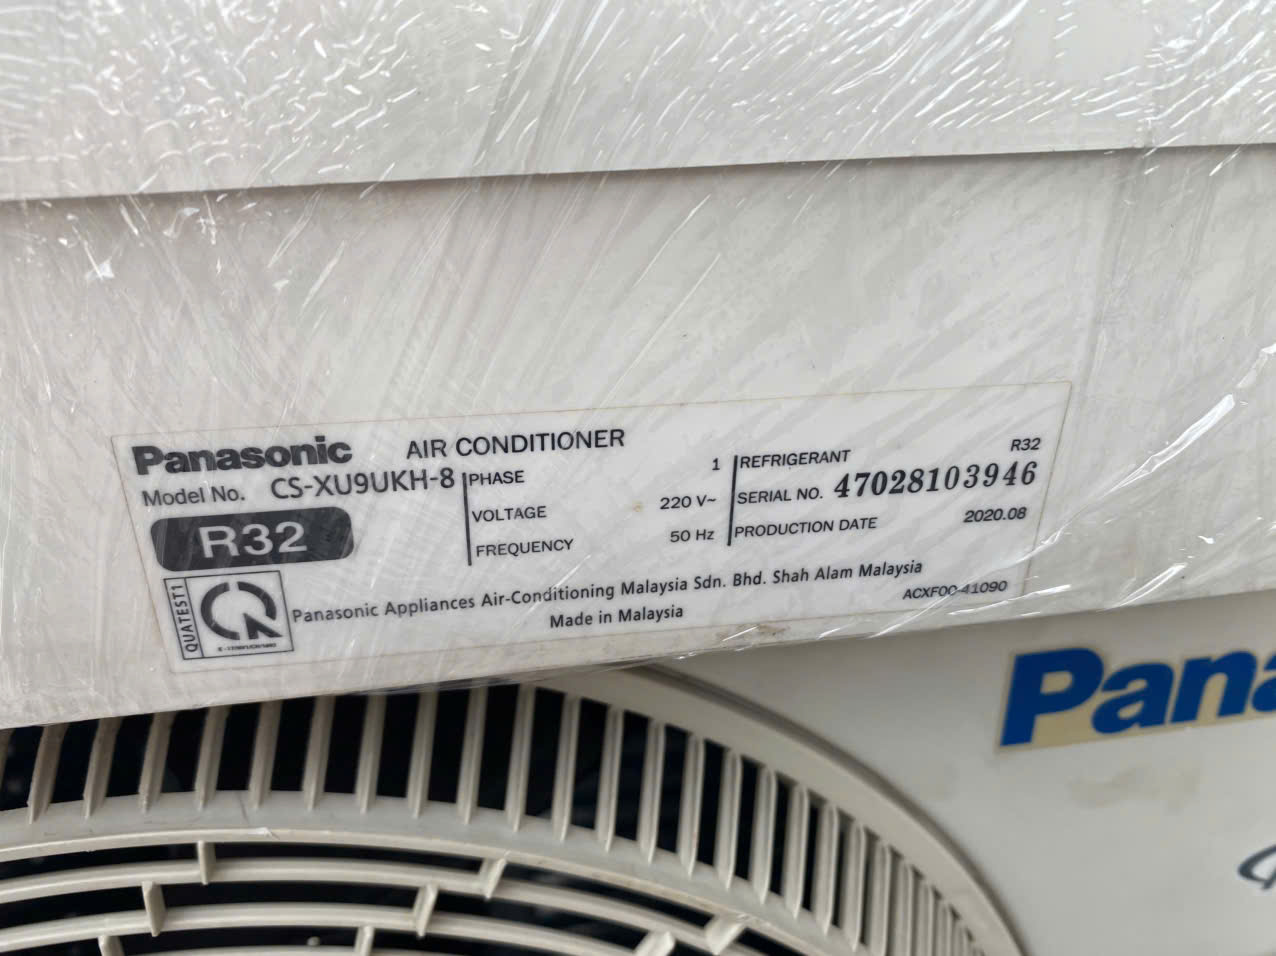 Panasonic AIR CONDITIONER
Model No. CS-XU9UKH-8
R32
PHASE 1
VOLTAGE 220 V~
FREQUENCY 50 Hz
REFRIGERANT R32
SERIAL NO. 47028103946
PRODUCTION DATE 2020.08
QUATEST1
Panasonic Appliances Air-Conditioning Malaysia Sdn. Bhd. Shah Alam Malaysia
Made in Malaysia
ACXF00-41090
Pana